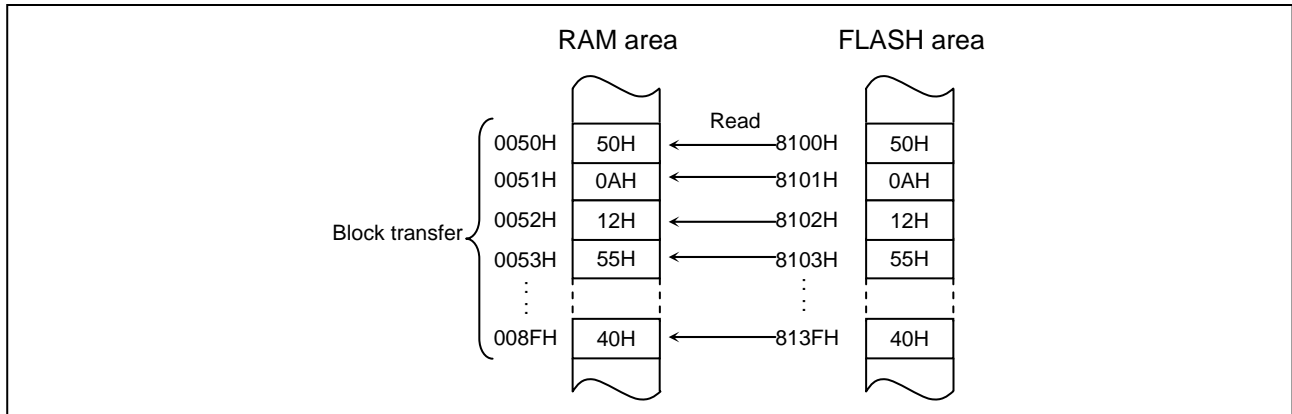 RAM area FLASH area
Read
0050H 50H 8100H 50H
0051H 0AH 8101H 0AH
0052H 12H 8102H 12H
Block transfer
0053H 55H 8103H 55H
008FH 40H 813FH 40H